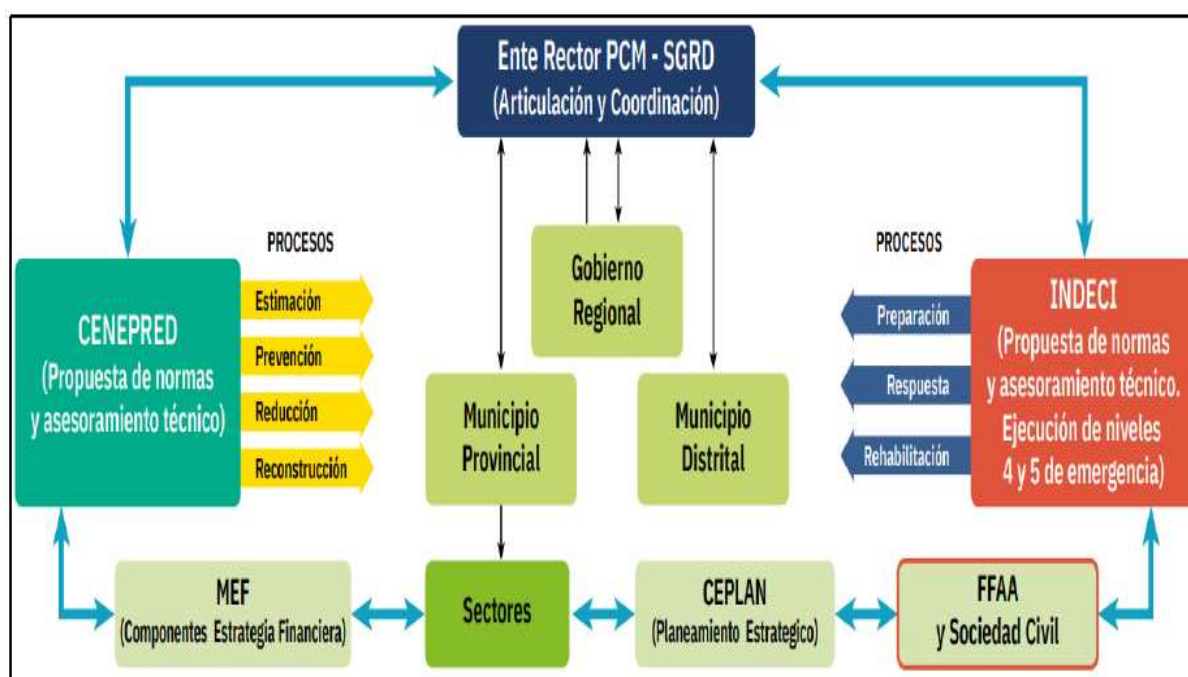 Ente Rector PCM - SGRD
(Articulación y Coordinación)
PROCESOS
PROCESOS
Gobierno
Regional
CENEPRED
(Propuesta de normas
y asesoramiento técnico)
Estimación
Prevención
Reducción
Reconstrucción
Municipio
Provincial
Municipio
Distrital
Preparación
Respuesta
Rehabilitación
INDECI
(Propuesta de normas
y asesoramiento técnico.
Ejecución de niveles
4 y 5 de emergencia)
MEF
(Componentes Estrategia Financiera)
Sectores
CEPLAN
(Planeamiento Estrategico)
FFAA
y Sociedad Civil